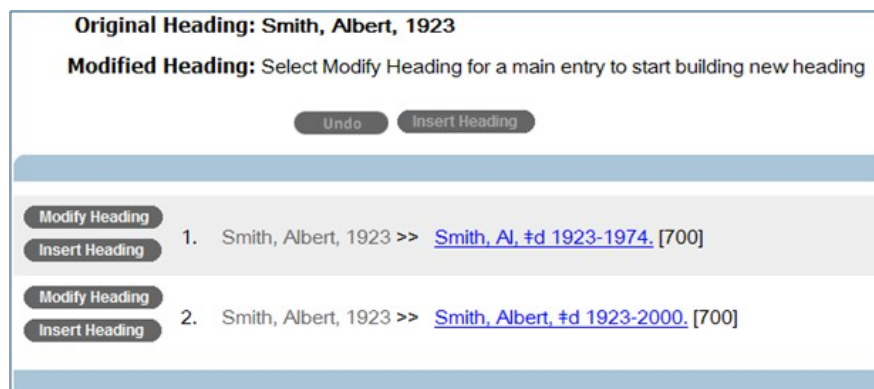 Original Heading: Smith, Albert, 1923
Modified Heading: Select Modify Heading for a main entry to start building new heading
Undo Insert Heading
Modify Heading
Insert Heading
1. Smith, Albert, 1923 >> Smith, Al, ‡d 1923-1974. [700]
Modify Heading
Insert Heading
2. Smith, Albert, 1923 >> Smith, Albert, ‡d 1923-2000. [700]